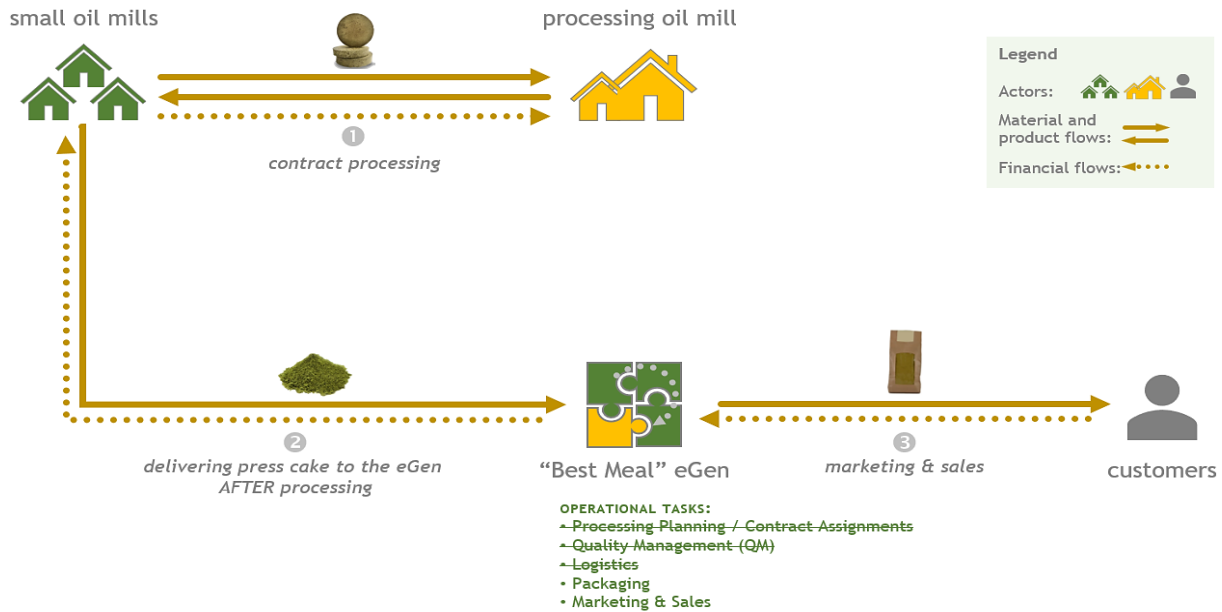 small oil mills
processing oil mill
Legend
Actors:
Material and
product flows:
Financial flows:
1
contract processing
2
delivering press cake to the eGen
AFTER processing
“Best Meal” eGen
3
marketing & sales
customers
OPERATIONAL TASKS:
• Processing Planning / Contract Assignments
• Quality Management (QM)
• Logistics
• Packaging
• Marketing & Sales